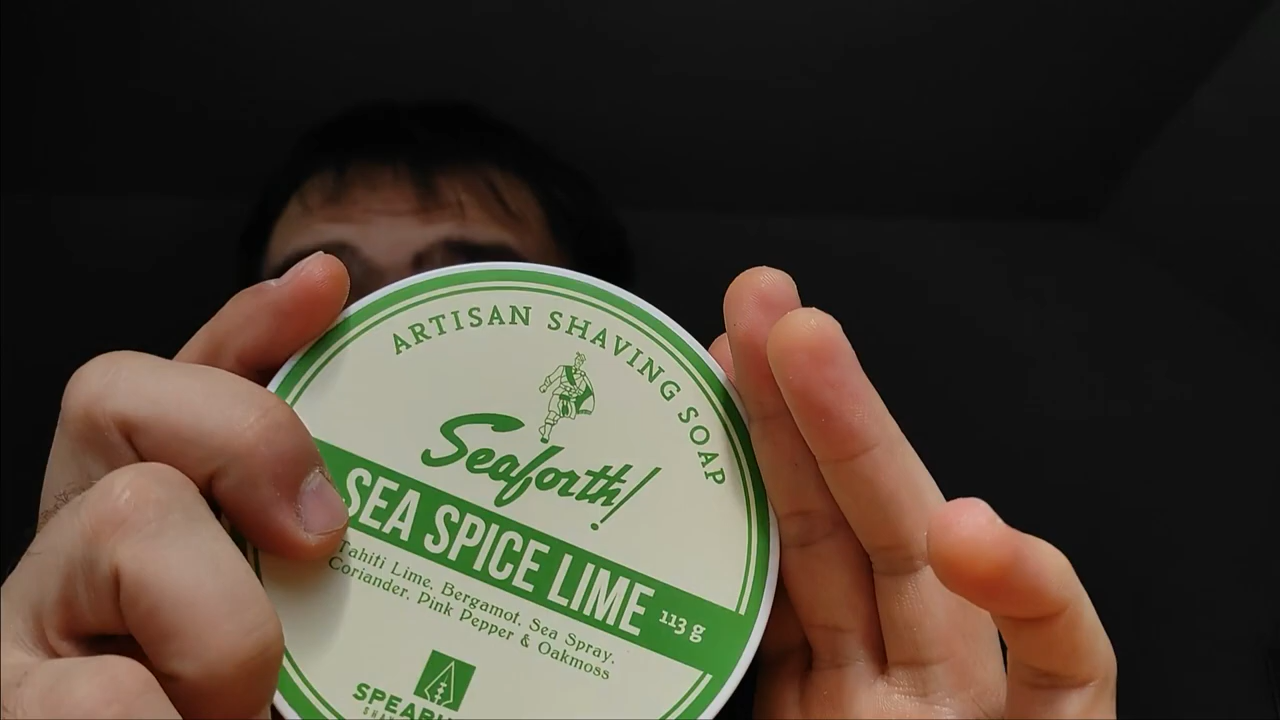 ARTISAN SHAVING SOAP
Seaforth!
SEA SPICE LIME 113 g
Tahiti Lime, Bergamot, Sea Spray,
Coriander, Pink Pepper & Oakmoss